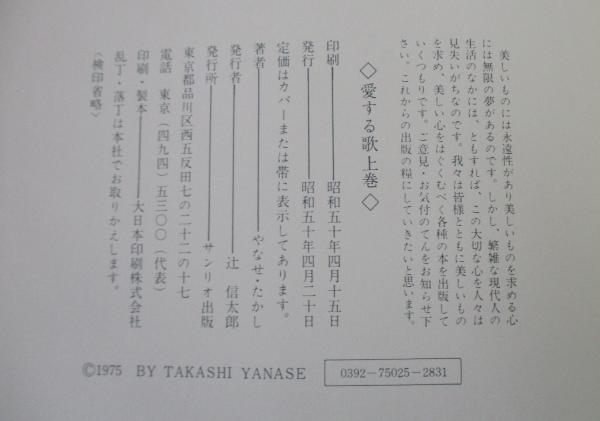 美しいものには永遠性があり美しいものを求める心
には無限の夢があるのです。しかし、繁雑な現代人の
生活のなかには、ともすれば、この大切な心を人々は
見失いがちなのです。我々は皆様とともに美しいもの
を求め、美しい心をはぐくむべく各種の本を出版して
いくつもりです。ご意見・お気付のてんをお知らせ下
さい。これからの出版の糧にしていきたいと思います。
◇愛する歌上巻◇
印刷――昭和五十年四月十五日
発行――昭和五十年四月二十日
定価はカバーまたは帯に表示してあります。
著者――やなせ・たかし
発行者――辻 信太郎
発行所――サンリオ出版
東京都品川区西五反田七の二十二の十七
電話 東京(四九四)五三〇〇(代表)
印刷・製本――大日本印刷株式会社
乱丁・落丁は本社でお取りかえします。
〈検印省略〉
©1975 BY TAKASHI YANASE
0392-75025-2831